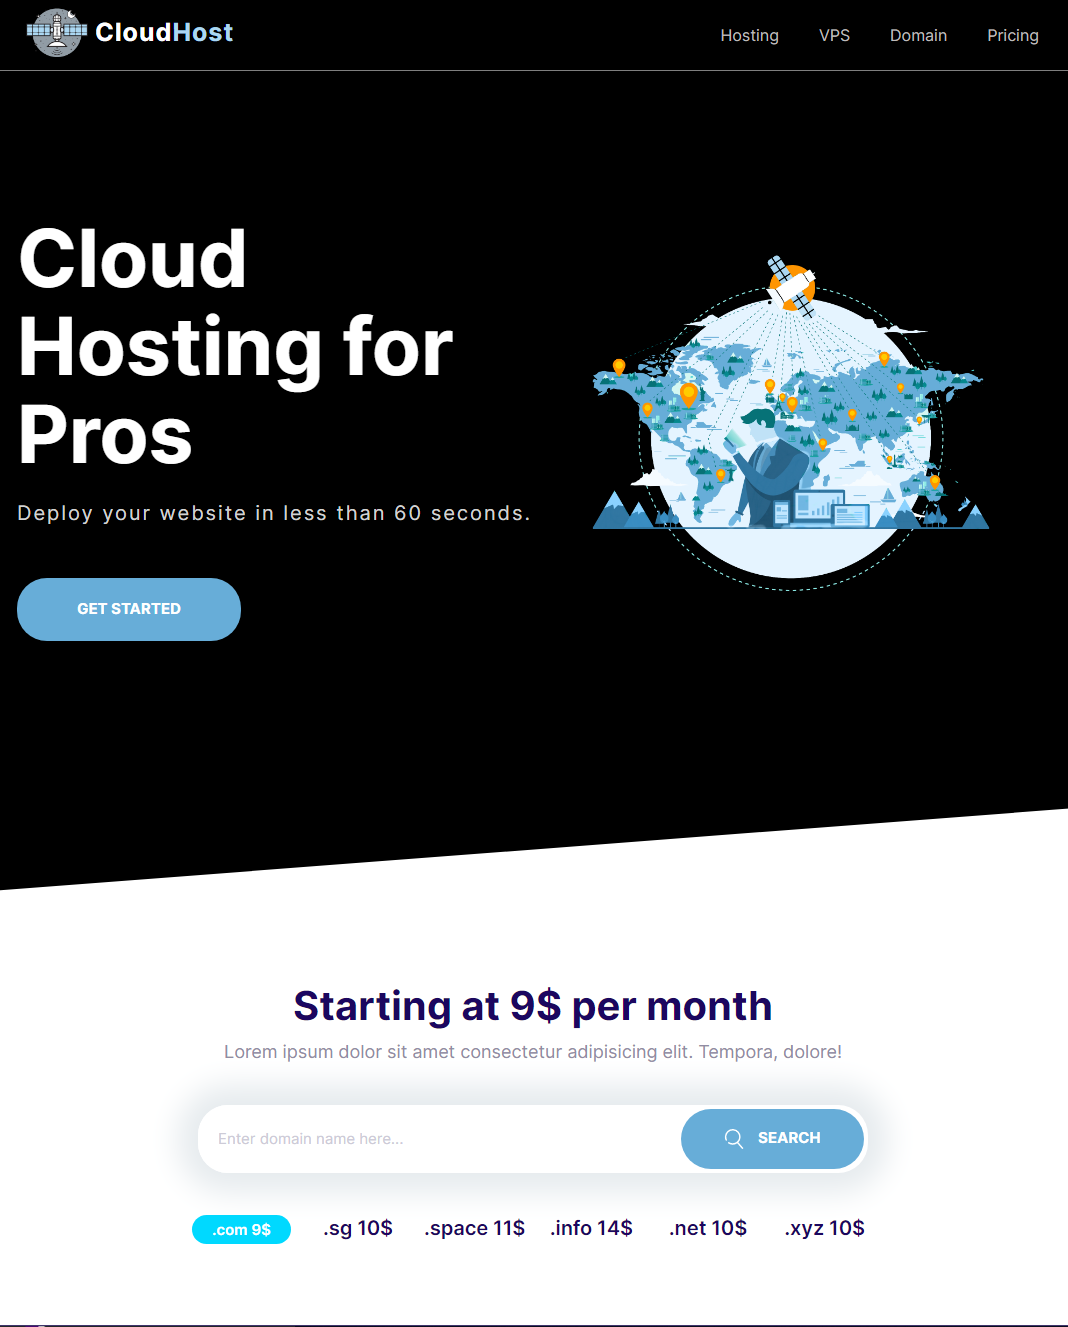 CloudHost
Hosting VPS Domain Pricing
Cloud
Hosting for
Pros
Deploy your website in less than 60 seconds.
GET STARTED
Starting at 9$ per month
Lorem ipsum dolor sit amet consectetur adipisicing elit. Tempora, dolore!
Enter domain name here...
SEARCH
.com 9$ .sg 10$ .space 11$ .info 14$ .net 10$ .xyz 10$